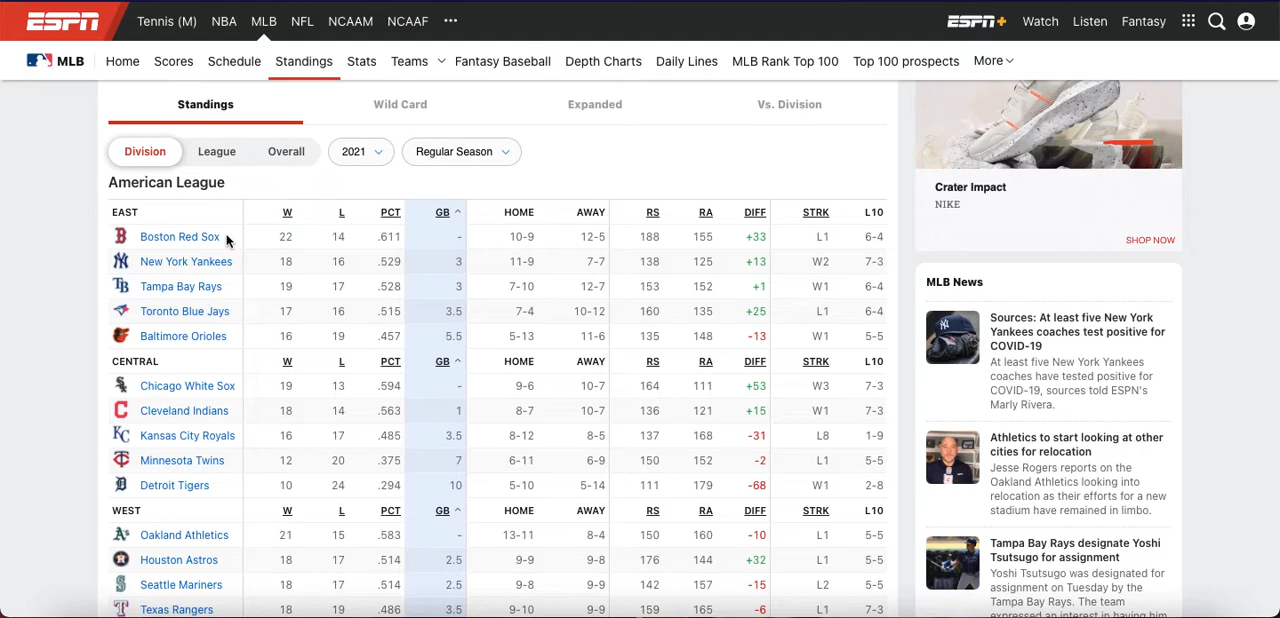 ESPN Tennis (M) NBA MLB NFL NCAAM NCAAF ••• ESPN+ Watch Listen Fantasy
MLB Home Scores Schedule Standings Stats Teams Fantasy Baseball Depth Charts Daily Lines MLB Rank Top 100 Top 100 prospects More
Standings Wild Card Expanded Vs. Division
Division League Overall 2021 Regular Season
American League
EAST W L PCT GB HOME AWAY RS RA DIFF STRK L10
B Boston Red Sox 22 14 .611 - 10-9 12-5 188 155 +33 L1 6-4
NY New York Yankees 18 16 .529 3 11-9 7-7 138 125 +13 W2 7-3
TB Tampa Bay Rays 19 17 .528 3 7-10 12-7 153 152 +1 W1 6-4
Toronto Blue Jays 17 16 .515 3.5 7-4 10-12 160 135 +25 L1 6-4
Baltimore Orioles 16 19 .457 5.5 5-13 11-6 135 148 -13 W1 5-5
CENTRAL W L PCT GB HOME AWAY RS RA DIFF STRK L10
Sox Chicago White Sox 19 13 .594 - 9-6 10-7 164 111 +53 W3 7-3
C Cleveland Indians 18 14 .563 1 8-7 10-7 136 121 +15 W1 7-3
KC Kansas City Royals 16 17 .485 3.5 8-12 8-5 137 168 -31 L8 1-9
TC Minnesota Twins 12 20 .375 7 6-11 6-9 150 152 -2 L1 5-5
D Detroit Tigers 10 24 .294 10 5-10 5-14 111 179 -68 W1 2-8
WEST W L PCT GB HOME AWAY RS RA DIFF STRK L10
A's Oakland Athletics 21 15 .583 - 13-11 8-4 150 160 -10 L1 5-5
Houston Astros 18 17 .514 2.5 9-9 9-8 176 144 +32 L1 5-5
Seattle Mariners 18 17 .514 2.5 9-8 9-9 142 157 -15 L2 5-5
T Texas Rangers 18 19 .486 3.5 9-10 9-9 159 165 -6 L1 7-3
Crater Impact
NIKE
SHOP NOW
MLB News
Sources: At least five New York
Yankees coaches test positive for
COVID-19
At least five New York Yankees
coaches have tested positive for
COVID-19, sources told ESPN's
Marly Rivera.
Athletics to start looking at other
cities for relocation
Jesse Rogers reports on the
Oakland Athletics looking into
relocation as their efforts for a new
stadium have remained in limbo.
Tampa Bay Rays designate Yoshi
Tsutsugo for assignment
Yoshi Tsutsugo was designated for
assignment on Tuesday by the
Tampa Bay Rays. The team
expressed an interest in having him